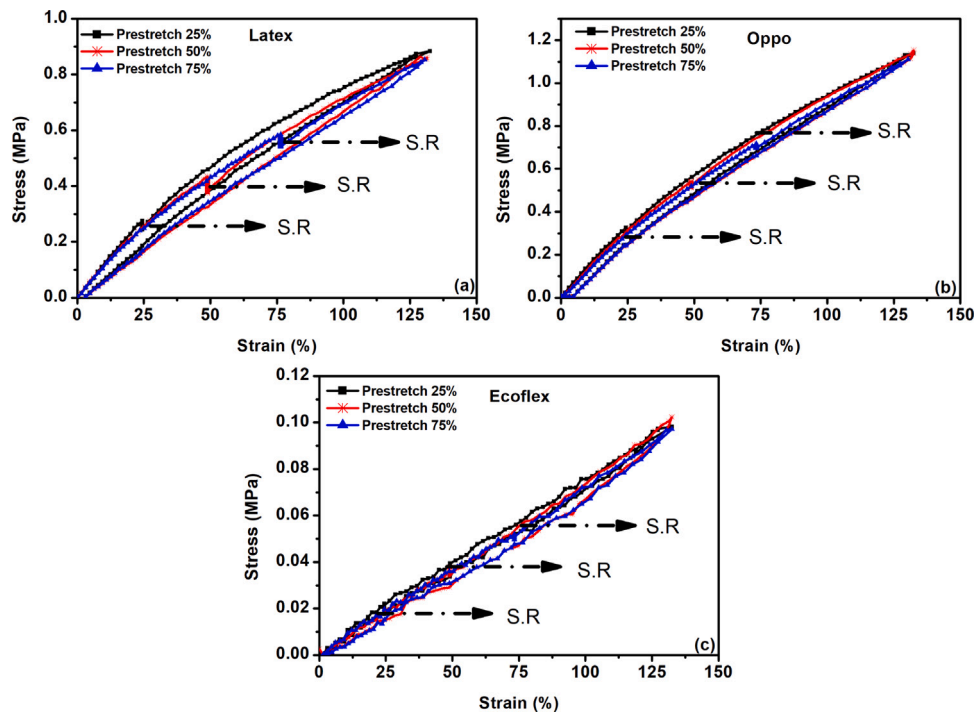 Latex
Prestretch 25%
Prestretch 50%
Prestretch 75%
1.0
0.8
0.6
0.4
0.2
0.0
Stress (MPa)
S.R
S.R
S.R
(a)
0
25
50
75
100
125
150
Strain (%)
Oppo
Prestretch 25%
Prestretch 50%
Prestretch 75%
1.2
1.0
0.8
0.6
0.4
0.2
0.0
Stress (MPa)
S.R
S.R
S.R
(b)
0
25
50
75
100
125
150
Strain (%)
Ecoflex
Prestretch 25%
Prestretch 50%
Prestretch 75%
0.12
0.10
0.08
0.06
0.04
0.02
0.00
Stress (MPa)
S.R
S.R
S.R
(c)
0
25
50
75
100
125
150
Strain (%)